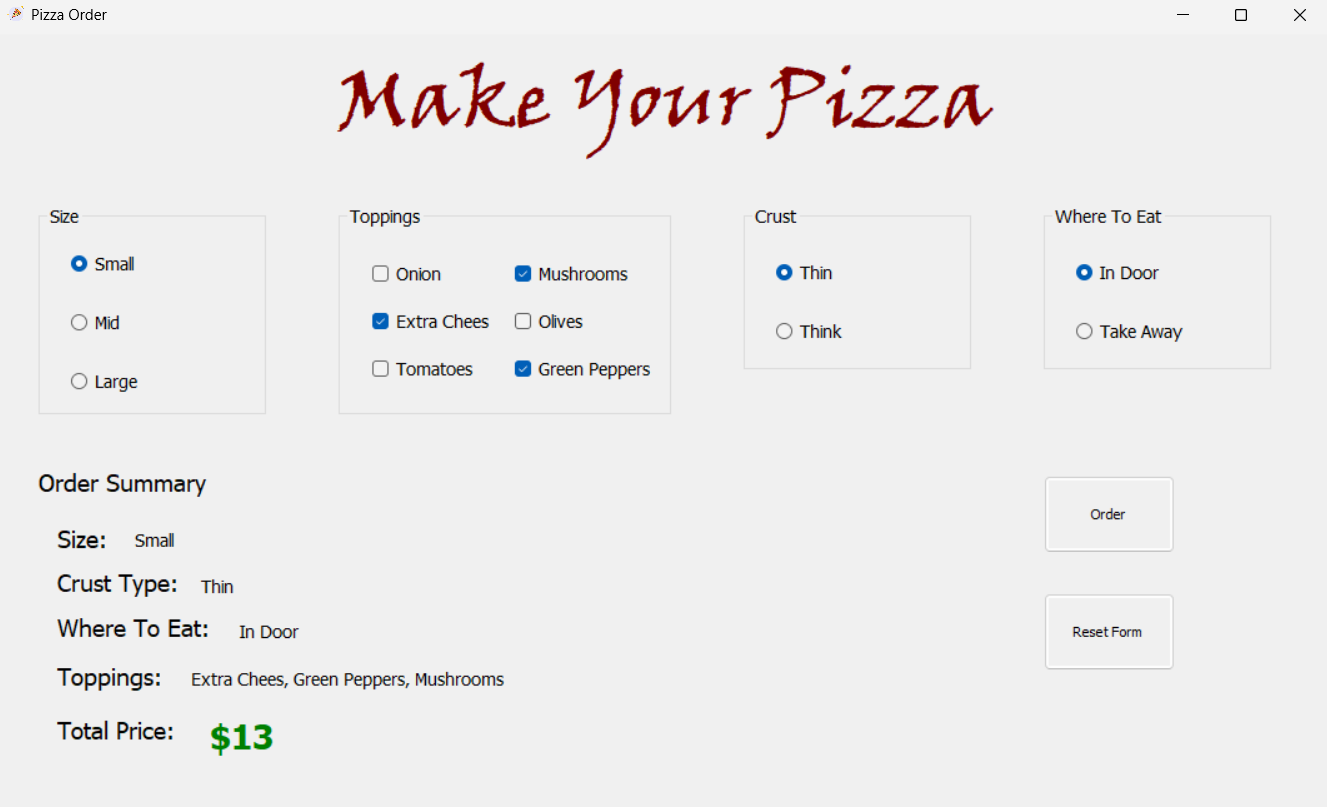 Pizza Order
Make Your Pizza
Size
Small
Mid
Large
Toppings
Onion
Mushrooms
Extra Chees
Olives
Tomatoes
Green Peppers
Crust
Thin
Think
Where To Eat
In Door
Take Away
Order Summary
Size: Small
Crust Type: Thin
Where To Eat: In Door
Toppings: Extra Chees, Green Peppers, Mushrooms
Total Price: $13
Order
Reset Form